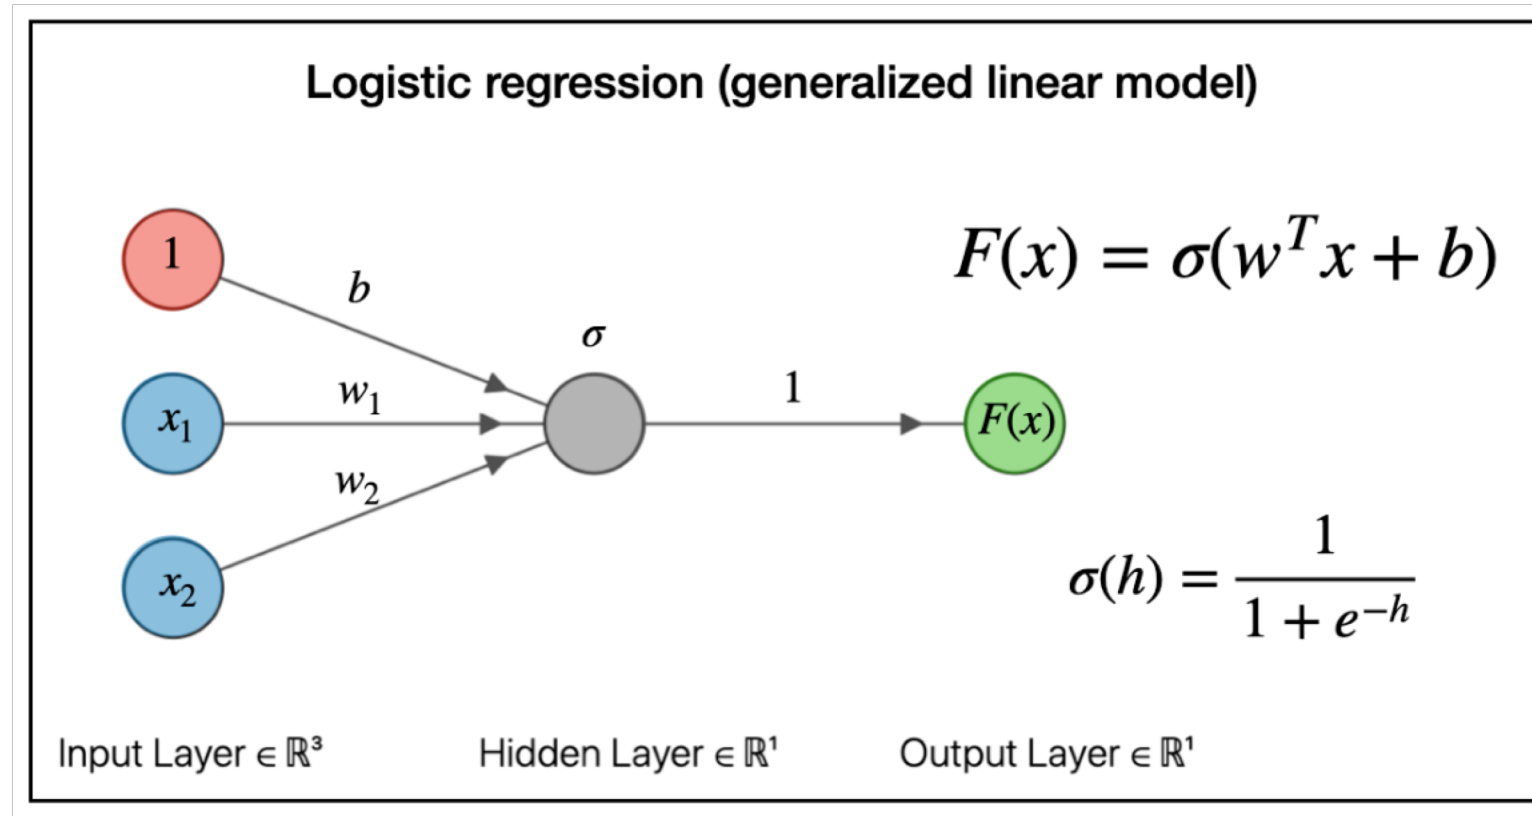 Logistic regression (generalized linear model)
1
b
σ
x₁
w₁
1
F(x)
w₂
x₂
F(x) = σ(wᵀx + b)
σ(h) = 1 / (1 + e⁻ʰ)
Input Layer ∈ ℝ³
Hidden Layer ∈ ℝ¹
Output Layer ∈ ℝ¹